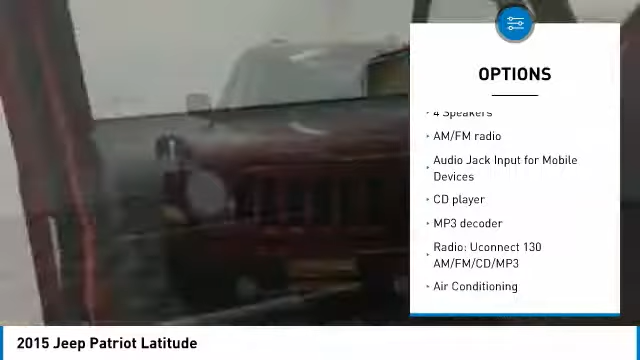 OPTIONS
4 Speakers
AM/FM radio
Audio Jack Input for Mobile
Devices
CD player
MP3 decoder
Radio: Uconnect 130
AM/FM/CD/MP3
Air Conditioning
2015 Jeep Patriot Latitude